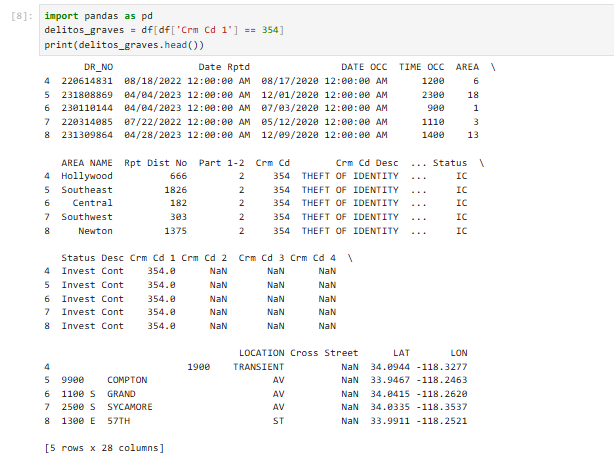 [8]: import pandas as pd
delitos_graves = df[df['Crm Cd 1'] == 354]
print(delitos_graves.head())
DR_NO Date Rptd DATE OCC TIME OCC AREA \
4 220614831 08/18/2022 12:00:00 AM 08/17/2020 12:00:00 AM 1200 6
5 231808869 04/04/2023 12:00:00 AM 12/01/2020 12:00:00 AM 2300 18
6 230110144 04/04/2023 12:00:00 AM 07/03/2020 12:00:00 AM 900 1
7 220314085 07/22/2022 12:00:00 AM 05/12/2020 12:00:00 AM 1110 3
8 231309864 04/28/2023 12:00:00 AM 12/09/2020 12:00:00 AM 1400 13
AREA NAME Rpt Dist No Part 1-2 Crm Cd Crm Cd Desc ... Status \
4 Hollywood 666 2 354 THEFT OF IDENTITY ... IC
5 Southeast 1826 2 354 THEFT OF IDENTITY ... IC
6 Central 182 2 354 THEFT OF IDENTITY ... IC
7 Southwest 303 2 354 THEFT OF IDENTITY ... IC
8 Newton 1375 2 354 THEFT OF IDENTITY ... IC
Status Desc Crm Cd 1 Crm Cd 2 Crm Cd 3 Crm Cd 4 \
4 Invest Cont 354.0 NaN NaN NaN
5 Invest Cont 354.0 NaN NaN NaN
6 Invest Cont 354.0 NaN NaN NaN
7 Invest Cont 354.0 NaN NaN NaN
8 Invest Cont 354.0 NaN NaN NaN
LOCATION Cross Street LAT LON
4 1900 TRANSIENT NaN 34.0944 -118.3277
5 9900 COMPTON AV NaN 33.9467 -118.2463
6 1100 S GRAND AV NaN 34.0415 -118.2620
7 2500 S SYCAMORE AV NaN 34.0335 -118.3537
8 1300 E 57TH ST NaN 33.9911 -118.2521
[5 rows x 28 columns]